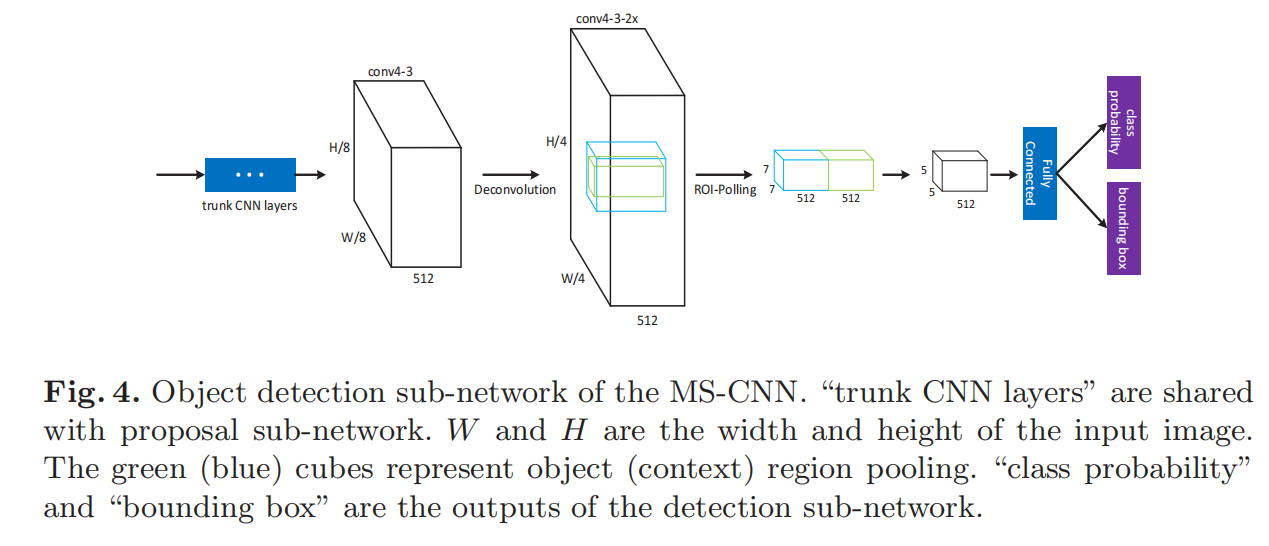 conv4-3-2x
conv4-3
H/8
W/8
512
trunk CNN layers
Deconvolution
H/4
W/4
512
ROI-Polling
7
7
512
512
5
5
512
Fully
Connected
class
probability
bounding box
Fig. 4. Object detection sub-network of the MS-CNN. “trunk CNN layers” are shared
with proposal sub-network. W and H are the width and height of the input image.
The green (blue) cubes represent object (context) region pooling. “class probability”
and “bounding box” are the outputs of the detection sub-network.